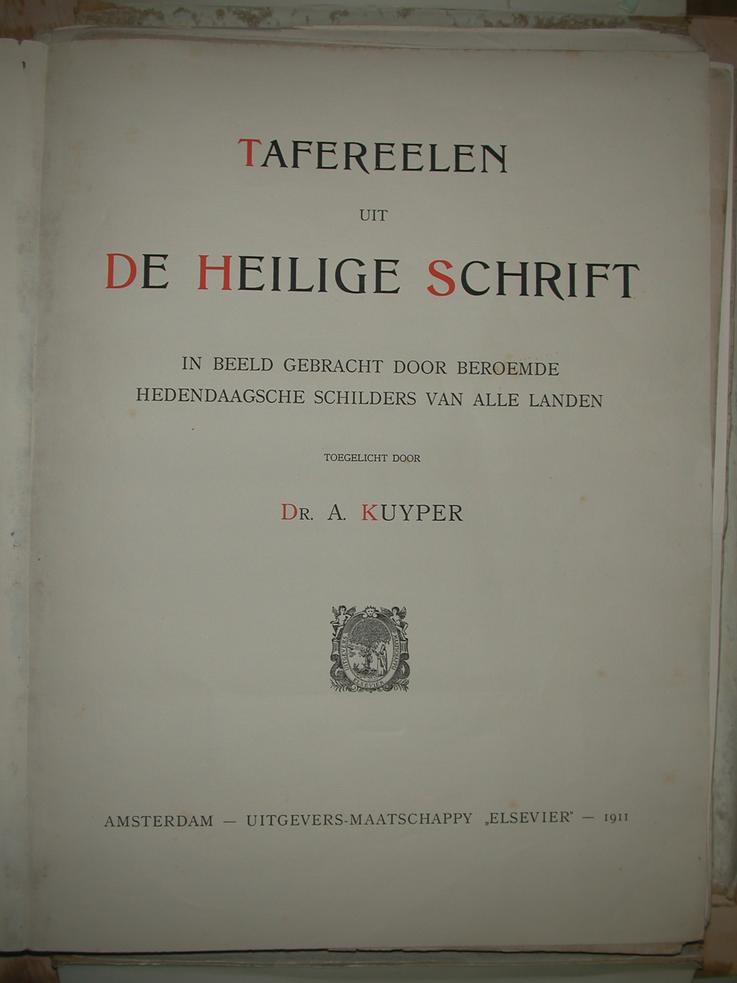 TAFEREELEN
UIT
DE HEILIGE SCHRIFT
IN BEELD GEBRACHT DOOR BEROEMDE
HEDENDAAGSCHE SCHILDERS VAN ALLE LANDEN
TOEGELICHT DOOR
DR. A. KUYPER
ELSEVIER
AMSTERDAM — UITGEVERS-MAATSCHAPPY „ELSEVIER” — 1911